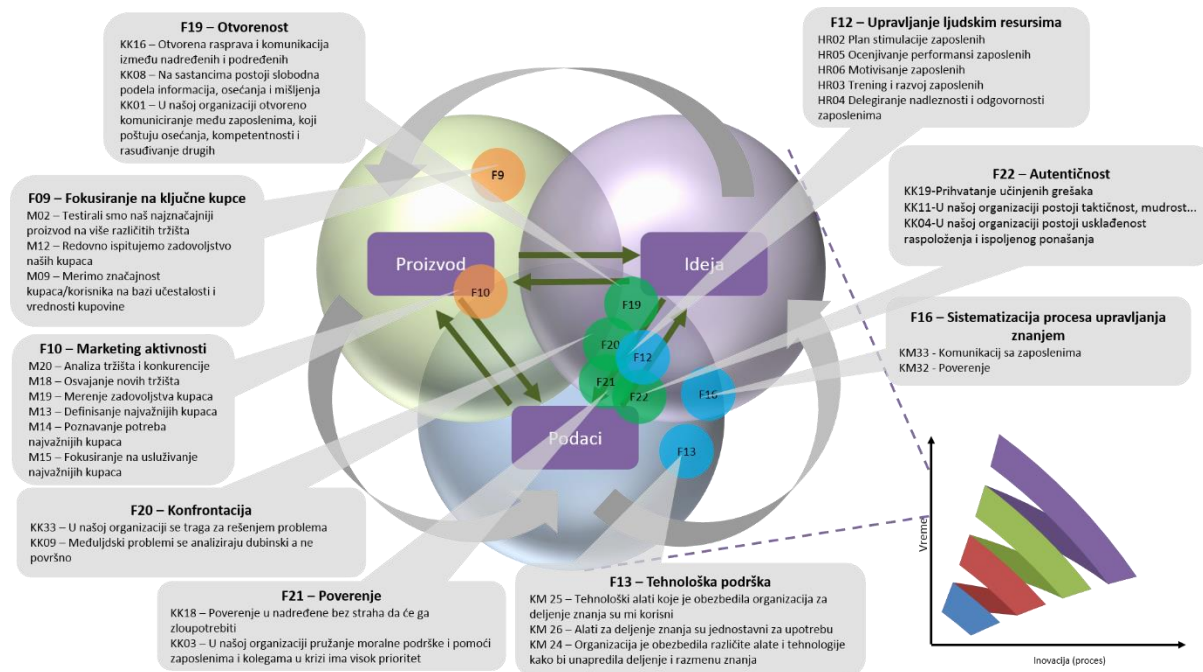 F19 – Otvorenost
KK16 – Otvorena rasprava i komunikacija
između nadređenih i podređenih
KK08 – Na sastancima postoji slobodna
podela informacija, osećanja i mišljenja
KK01 – U našoj organizaciji otvoreno
komuniciranje među zaposlenima, koji
poštuju osećanja, kompetentnosti i
rasuđivanje drugih
F12 – Upravljanje ljudskim resursima
HR02 Plan stimulacije zaposlenih
HR05 Ocenjivanje performansi zaposlenih
HR06 Motivisanje zaposlenih
HR03 Trening i razvoj zaposlenih
HR04 Delegiranje nadleznosti i odgovornosti
zaposlenima
F09 – Fokusiranje na ključne kupce
M02 – Testirali smo naš najznačajniji
proizvod na više različitih tržišta
M12 – Redovno ispitujemo zadovoljstvo
naših kupaca
M09 – Merimo značajnost
kupaca/korisnika na bazi učestalosti i
vrednosti kupovine
F22 – Autentičnost
KK19-Prihvatanje učinjenih grešaka
KK11-U našoj organizaciji postoji taktičnost, mudrost...
KK04-U našoj organizaciji postoji usklađenost
raspoloženja i ispoljenog ponašanja
F9
Proizvod
Ideja
F10
F19
F20
F12
F21
F22
F16
Podaci
F13
F16 – Sistematizacija procesa upravljanja
znanjem
KM33 - Komunikacij sa zaposlenima
KM32 - Poverenje
F10 – Marketing aktivnosti
M20 – Analiza tržišta i konkurencije
M18 – Osvajanje novih tržišta
M19 – Merenje zadovoljstva kupaca
M13 – Definisanje najvažnijih kupaca
M14 – Poznavanje potreba
najvažnijih kupaca
M15 – Fokusiranje na usluživanje
najvažnijih kupaca
F20 – Konfrontacija
KK33 – U našoj organizaciji se traga za rešenjem problema
KK09 – Međuljdski problemi se analiziraju dubinski a ne
površno
F21 – Poverenje
KK18 – Poverenje u nadređene bez straha da će ga
zloupotrebiti
KK03 – U našoj organizaciji pružanje moralne podrške i pomoći
zaposlenima i kolegama u krizi ima visok prioritet
F13 – Tehnološka podrška
KM 25 – Tehnološki alati koje je obezbedila organizacija za
deljenje znanja su mi korisni
KM 26 – Alati za deljenje znanja su jednostavni za upotrebu
KM 24 – Organizacija je obezbedila različite alate i tehnologije
kako bi unapredila deljenje i razmenu znanja
Vreme
Inovacija (proces)